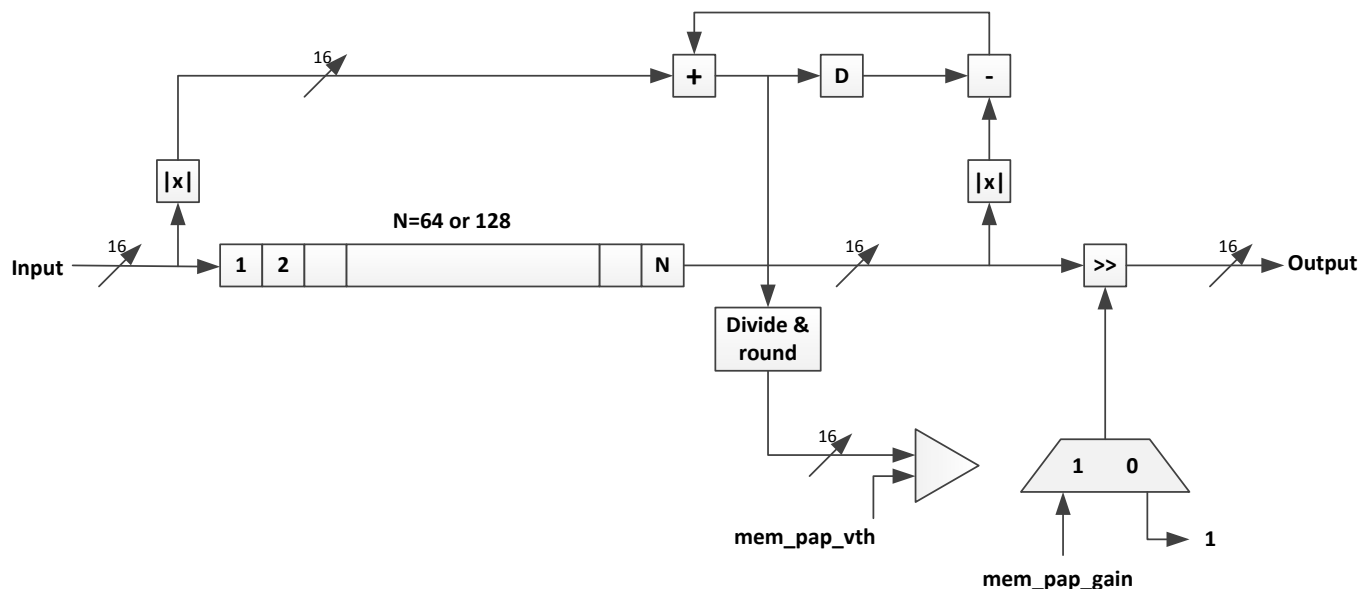 16
+
D
-
|x|
|x|
N=64 or 128
Input
16
1
2
N
16
>>
16
Output
Divide &
round
16
1
0
mem_pap_vth
1
mem_pap_gain